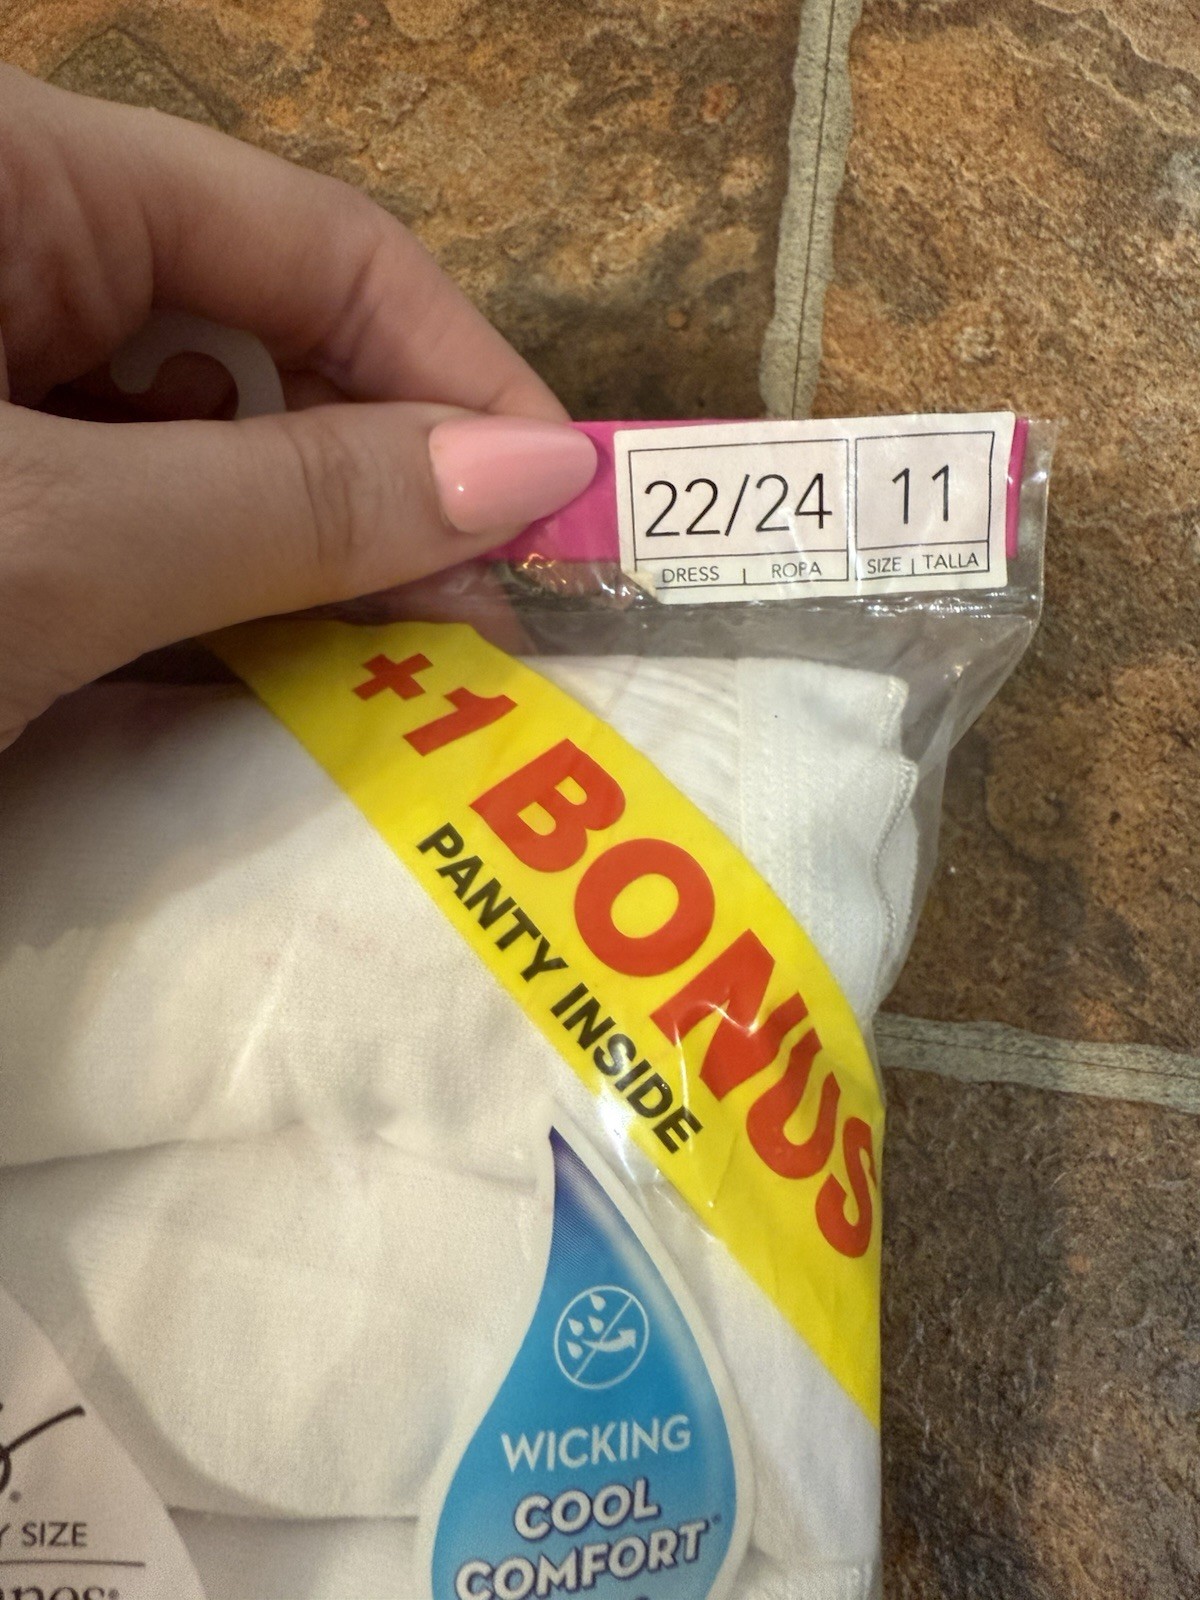 22/24 11
DRESS | ROPA SIZE | TALLA
+1 BONUS
PANTY INSIDE
WICKING
COOL
COMFORT®
SIZE